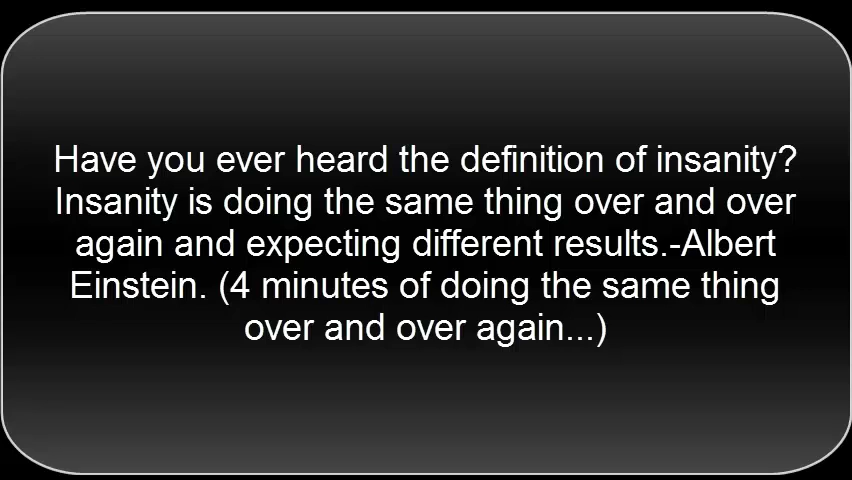 Have you ever heard the definition of insanity?
Insanity is doing the same thing over and over
again and expecting different results.-Albert
Einstein. (4 minutes of doing the same thing
over and over again...)